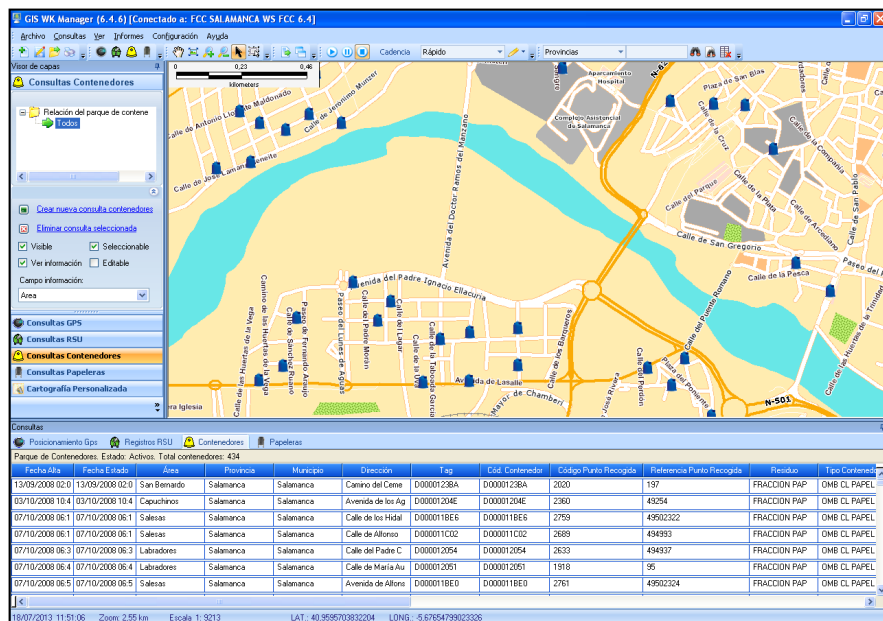 GIS WK Manager (6.4.6) [Conectado a: FCC SALAMANCA WS FCC 6.4]
Archivo Consultas Ver Informes Configuración Ayuda
Cadencia Rápido Provincias
Visor de capas
Consultas Contenedores
Relación del parque de contene
Todos
Crear nueva consulta contenedores
Eliminar consulta seleccionada
Visible Seleccionable
Ver información Editable
Campo información:
Área
Consultas GPS
Consultas RSU
Consultas Contenedores
Consultas Papeleras
Cartografía Personalizada
0 0,23 0,46
kilometers
Calle de Antonio Llo de Maldonado
Calle de Jeronimo Munzer
Calle de José Lamano Beneite
Avenida del Doctor Ramos del Manzano
Aparcamiento
Hospital
Complejo Asistencial
de Salamanca
N-62
Plaza de San Blas
Calle de la Cruz
Calle de la Compañía
Calle del Parque
Calle de la Plata
Calle de Arcediano
Calle de San Pablo
Calle de San Gregorio
Paseo del
Calle de la Pesca
Calle de las Huertas de la Trinidad
Avenida del Padre Ignacio Ellacuria
Calle de las Huertas de la Vega
Camino de las Huertas de la Vega
Calle de Sánchez Ruano
Paseo de Fernando Araujo
Paseo del Lunes de Aguas
Calle del Padre Morán
Calle del Lagar
Calle de la Uva
Calle de la Taboada Garcia
Avenida de Lasalle
Mayor de Chamberí
Calle de los Barqueros
Calle del Puente Romano
José Rivera
Calle del Perdón
Plaza del Poniente
N-501
era Iglesia
Consultas
Posicionamiento Gps Registros RSU Contenedores Papeleras
Parque de Contenedores. Estado: Activos. Total contenedores: 434
Fecha Alta Fecha Estado Área Provincia Municipio Dirección Tag Cód. Contenedor Código Punto Recogida Referencia Punto Recogida Residuo Tipo Contenedo
13/09/2008 02:0 13/09/2008 02:0 San Bernardo Salamanca Salamanca Camino del Ceme D0000123BA D0000123BA 2020 197 FRACCION PAP OMB CL PAPEL
03/10/2008 10:4 03/10/2008 10:4 Capuchinos Salamanca Salamanca Avenida de los Ag D00001204E D00001204E 2360 49254 FRACCION PAP OMB CL PAPEL
07/10/2008 06:1 07/10/2008 06:1 Salesas Salamanca Salamanca Calle de los Hidal D000011BE6 D000011BE6 2759 49502322 FRACCION PAP OMB CL PAPEL
07/10/2008 06:1 07/10/2008 06:1 Salesas Salamanca Salamanca Calle de Alfonso D000011C02 D000011C02 2689 494993 FRACCION PAP OMB CL PAPEL
07/10/2008 06:3 07/10/2008 06:3 Labradores Salamanca Salamanca Calle del Padre C D000012054 D000012054 2633 494937 FRACCION PAP OMB CL PAPEL
07/10/2008 06:4 07/10/2008 06:4 Labradores Salamanca Salamanca Calle de María Au D000012051 D000012051 1918 95 FRACCION PAP OMB CL PAPEL
07/10/2008 06:5 07/10/2008 06:5 Salesas Salamanca Salamanca Avenida de Alfons D000011BE0 D000011BE0 2761 49502324 FRACCION PAP OMB CL PAPEL
18/07/2013 11:51:06 Zoom: 2,55 km Escala 1: 9213 LAT.: 40.9595703832204 LONG.: -5.67654799023326